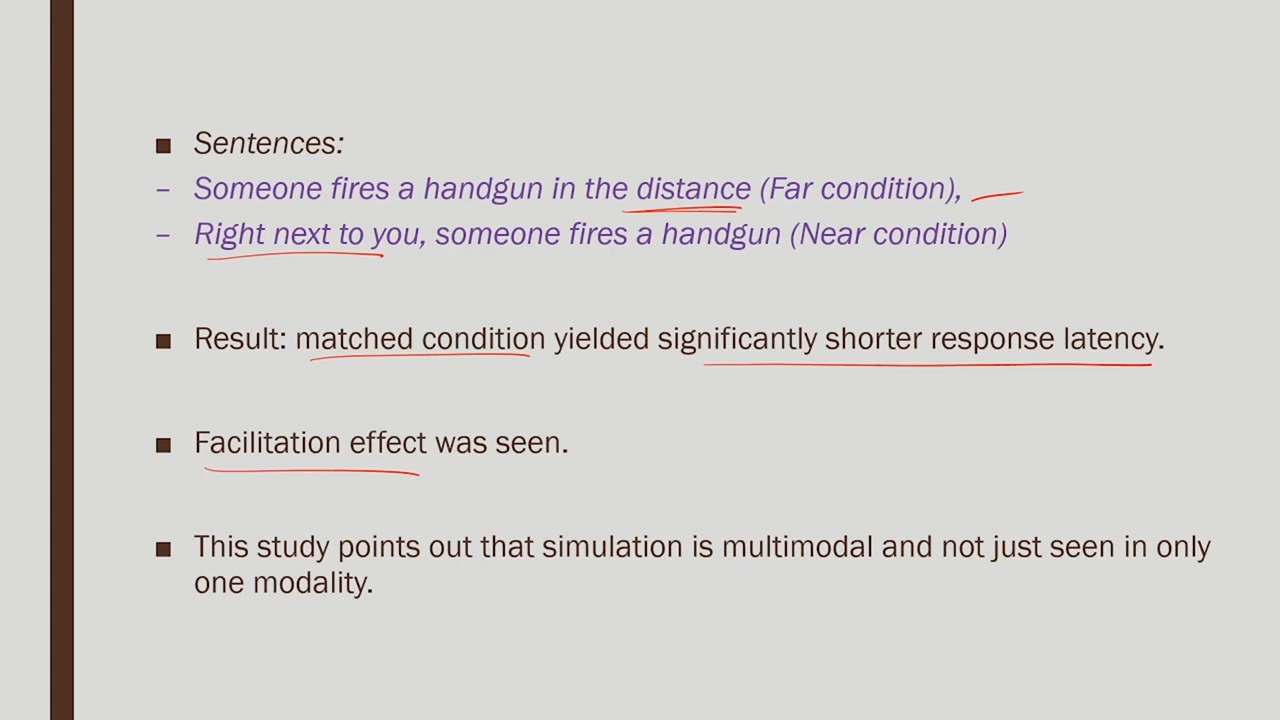 ■ Sentences:
– Someone fires a handgun in the distance (Far condition),
– Right next to you, someone fires a handgun (Near condition)
■ Result: matched condition yielded significantly shorter response latency.
■ Facilitation effect was seen.
■ This study points out that simulation is multimodal and not just seen in only
one modality.